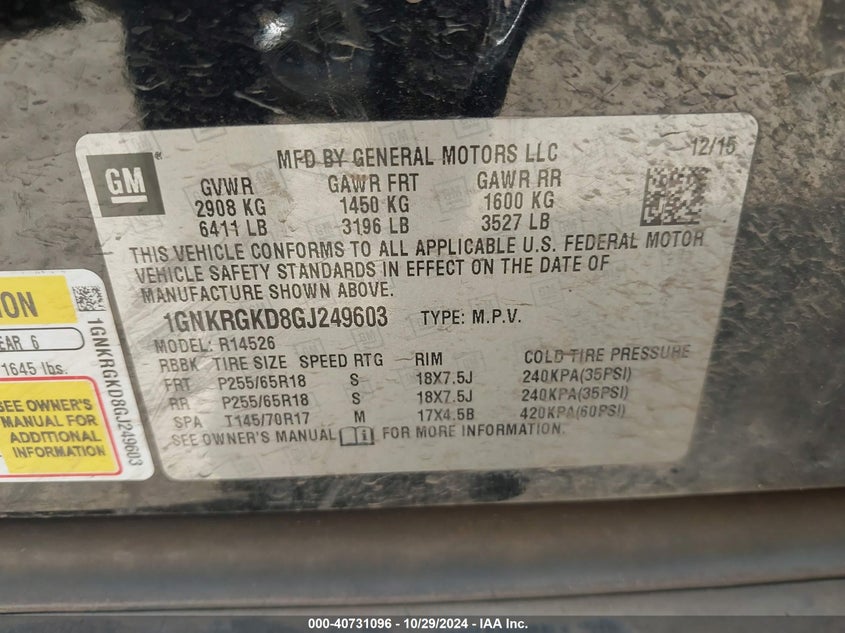 GM
MFD BY GENERAL MOTORS LLC
12/15
GVWR GAWR FRT GAWR RR
2908 KG 1450 KG 1600 KG
6411 LB 3196 LB 3527 LB
THIS VEHICLE CONFORMS TO ALL APPLICABLE U.S. FEDERAL MOTOR
VEHICLE SAFETY STANDARDS IN EFFECT ON THE DATE OF
MANUFACTURE SHOWN ABOVE.
1GNKRGKD8GJ249603 TYPE: M.P.V.
MODEL: R14526
RBBK TIRE SIZE SPEED RTG RIM COLD TIRE PRESSURE
FRT P255/65R18 S 18X7.5J 240KPA(35PSI)
RR P255/65R18 S 18X7.5J 240KPA(35PSI)
SPA T145/70R17 M 17X4.5B 420KPA(60PSI)
SEE OWNER'S MANUAL FOR MORE INFORMATION.
ION
EAR 6
1645 lbs.
SEE OWNER'S
MANUAL FOR
ADDITIONAL
INFORMATION
1GNKRGKD8GJ249603
000-40731096 - 10/29/2024 - IAA Inc.